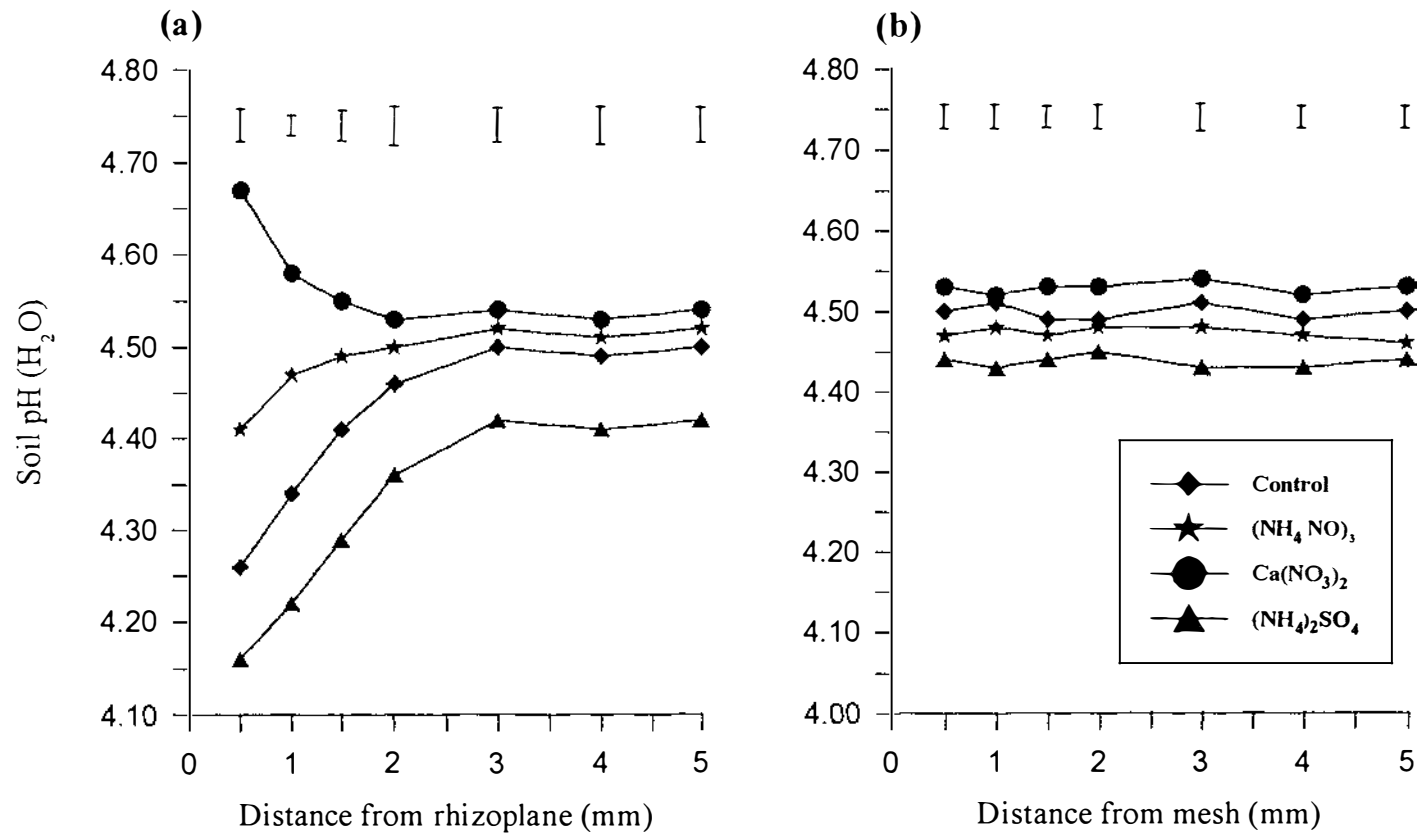 (a)
4.80
4.70
4.60
4.50
4.40
4.30
4.20
4.10
0 1 2 3 4 5
Distance from rhizoplane (mm)
Soil pH (H₂O)
(b)
4.80
4.70
4.60
4.50
4.40
4.30
4.20
4.10
4.00
0 1 2 3 4 5
Distance from mesh (mm)
Control
(NH₄ NO)₃
Ca(NO₃)₂
(NH₄)₂SO₄